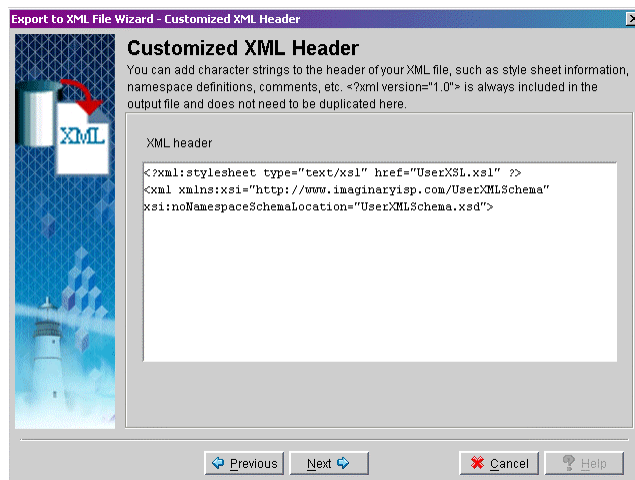 Export to XML File Wizard - Customized XML Header
Customized XML Header
You can add character strings to the header of your XML file, such as style sheet information,
namespace definitions, comments, etc. <?xml version="1.0"> is always included in the
output file and does not need to be duplicated here.
XML
XML header
<?xml:stylesheet type="text/xsl" href="UserXSL.xsl" ?>
<xml xmlns:xsi="http://www.imaginaryisp.com/UserXMLSchema"
xsi:noNamespaceSchemaLocation="UserXMLSchema.xsd">
Previous Next Cancel Help